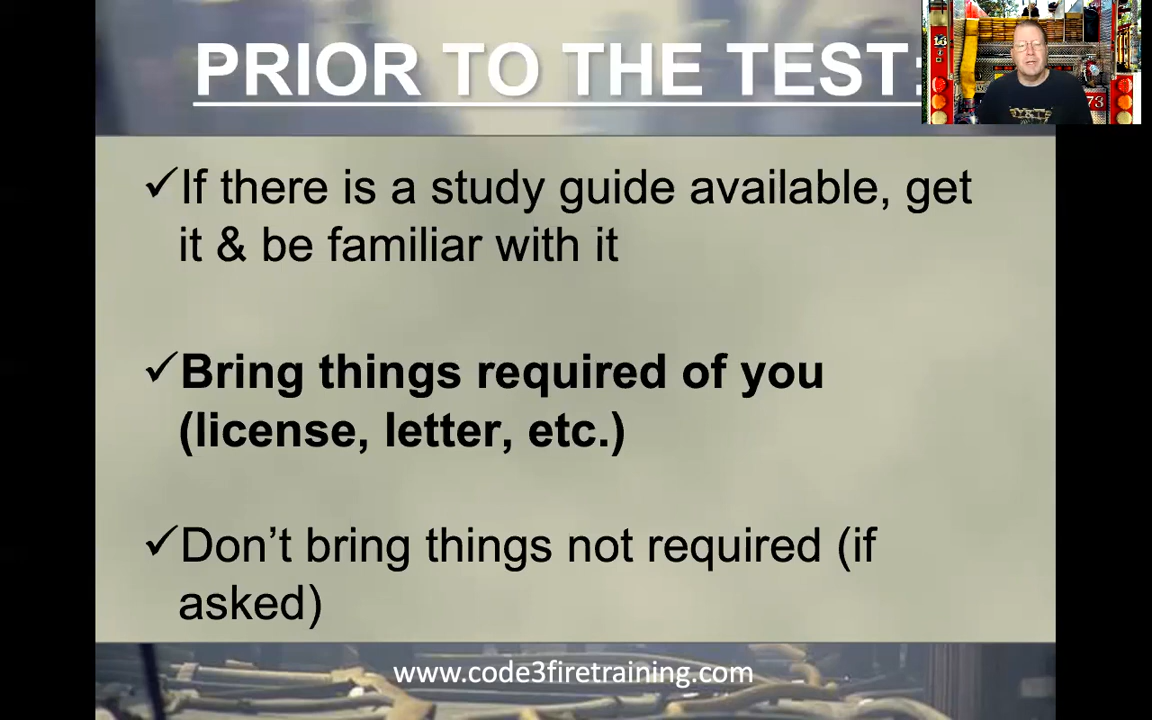 PRIOR TO THE TEST:
✓If there is a study guide available, get
it & be familiar with it
✓Bring things required of you
(license, letter, etc.)
✓Don't bring things not required (if
asked)
www.code3firetraining.com
73